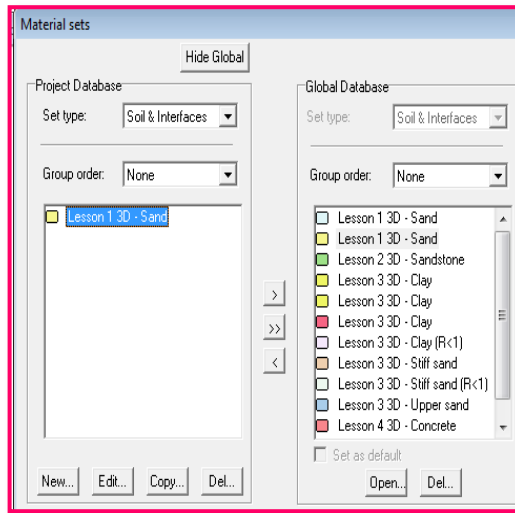 Material sets
Hide Global
Project Database
Set type: Soil & Interfaces
Group order: None
Lesson 1 3D - Sand
New... Edit... Copy... Del...
>
>>
<
Global Database
Set type: Soil & Interfaces
Group order: None
Lesson 1 3D - Sand
Lesson 1 3D - Sand
Lesson 2 3D - Sandstone
Lesson 3 3D - Clay
Lesson 3 3D - Clay
Lesson 3 3D - Clay
Lesson 3 3D - Clay (R<1)
Lesson 3 3D - Stiff sand
Lesson 3 3D - Stiff sand (R<1)
Lesson 3 3D - Upper sand
Lesson 4 3D - Concrete
Set as default
Open... Del...